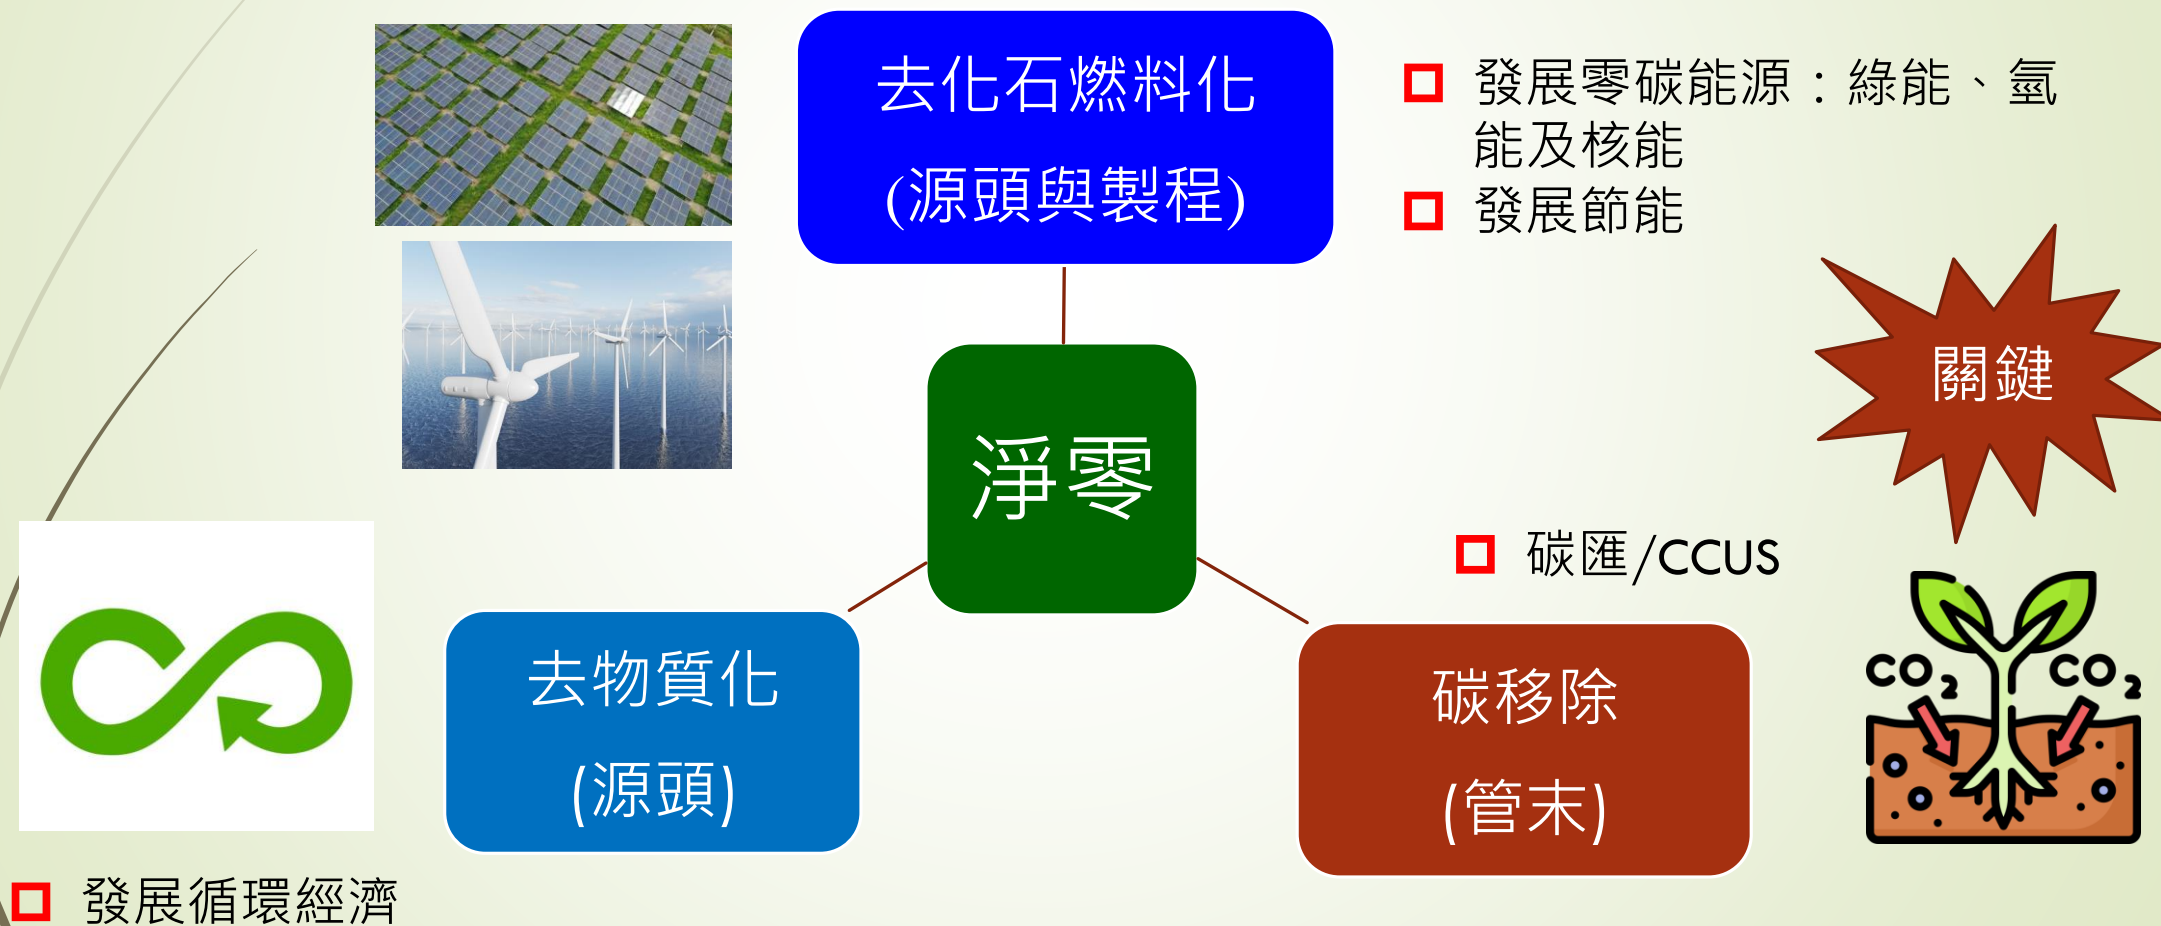 去化石燃料化
(源頭與製程)
發展零碳能源：綠能、氫
能及核能
發展節能
關鍵
淨零
碳匯/CCUS
去物質化
(源頭)
碳移除
(管末)
CO₂
CO₂
發展循環經濟